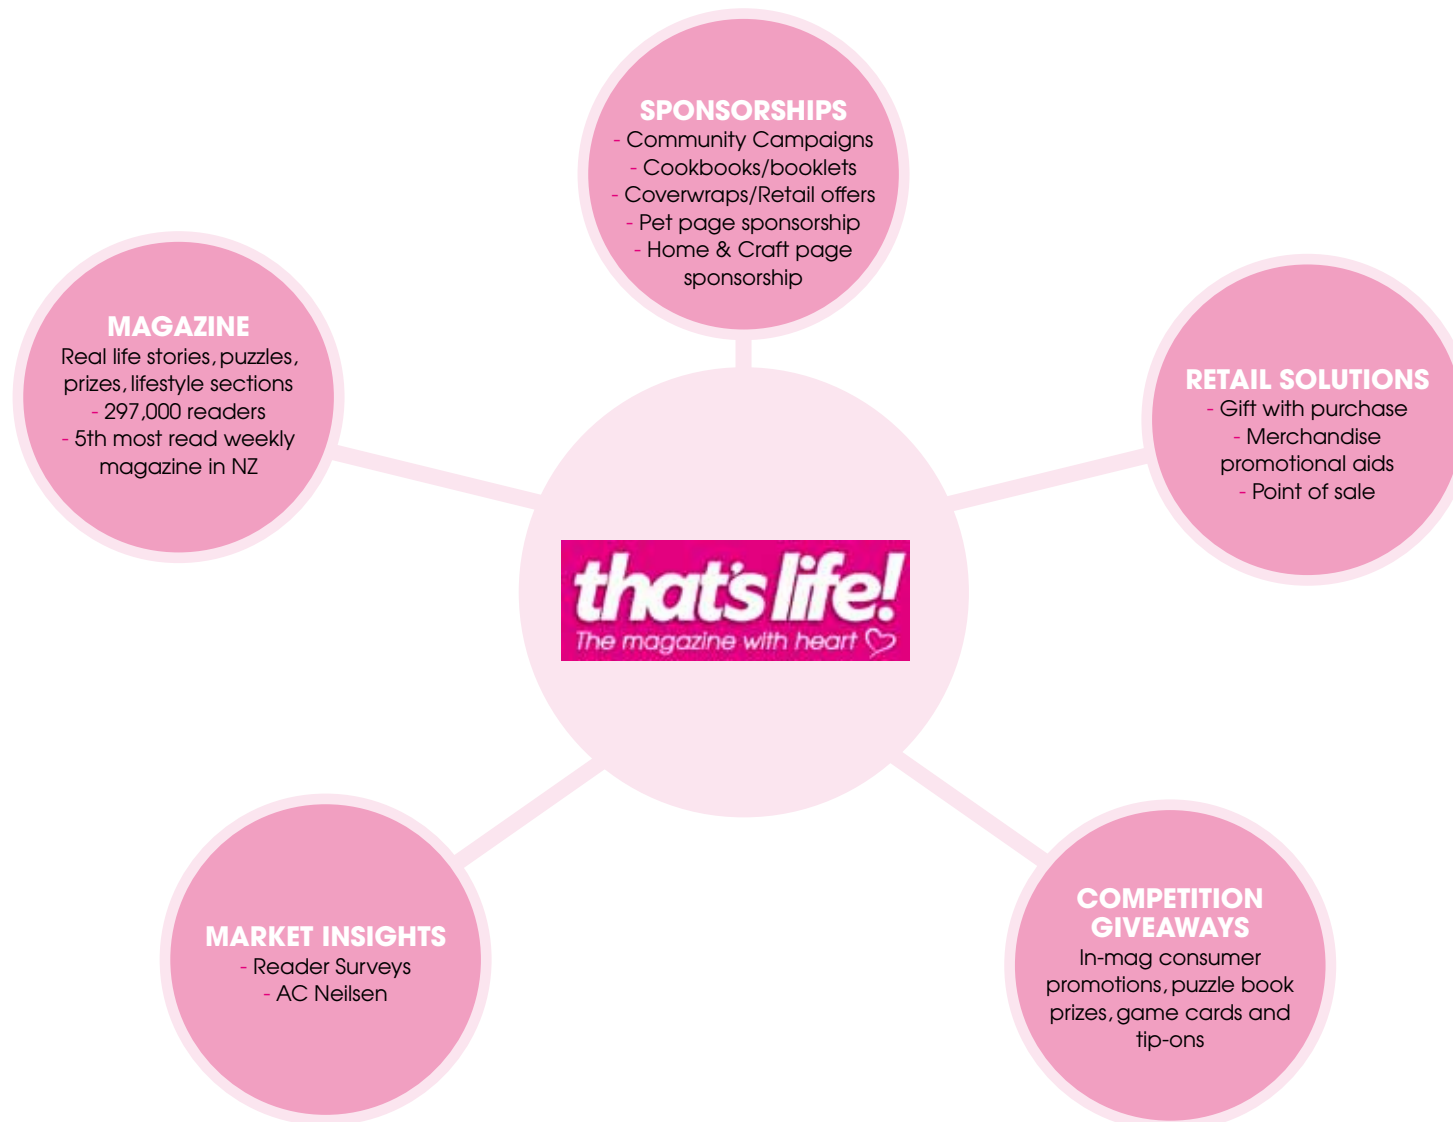 SPONSORSHIPS
- Community Campaigns
- Cookbooks/booklets
- Coverwraps/Retail offers
- Pet page sponsorship
- Home & Craft page
sponsorship
MAGAZINE
Real life stories, puzzles,
prizes, lifestyle sections
- 297,000 readers
- 5th most read weekly
magazine in NZ
RETAIL SOLUTIONS
- Gift with purchase
- Merchandise
promotional aids
- Point of sale
that's life!
The magazine with heart
MARKET INSIGHTS
- Reader Surveys
- AC Neilsen
COMPETITION
GIVEAWAYS
In-mag consumer
promotions, puzzle book
prizes, game cards and
tip-ons